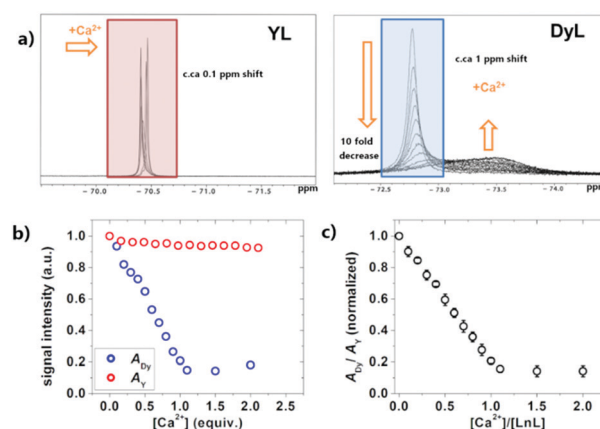 a)
+Ca²⁺
YL
c.ca 0.1 ppm shift
− 70.0
− 70.5
− 71.0
− 71.5
ppm
DyL
c.ca 1 ppm shift
+Ca²⁺
10 fold
decrease
− 72.5
− 73.0
− 73.5
− 74.0
ppm
b)
signal intensity (a.u.)
1.0
0.8
0.6
0.4
0.2
0.0
A_Dy
A_Y
0.0 0.5 1.0 1.5 2.0 2.5
[Ca²⁺] (equiv.)
c)
A_Dy/ A_Y (normalized)
1.0
0.8
0.6
0.4
0.2
0.0
0.0 0.5 1.0 1.5 2.0
[Ca²⁺]/[LnL]